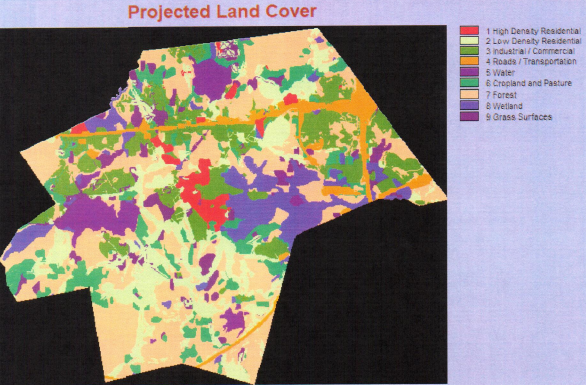 Projected Land Cover
1 High Density Residential
2 Low Density Residential
3 Industrial / Commercial
4 Roads / Transportation
5 Water
6 Cropland and Pasture
7 Forest
8 Wetland
9 Grass Surfaces